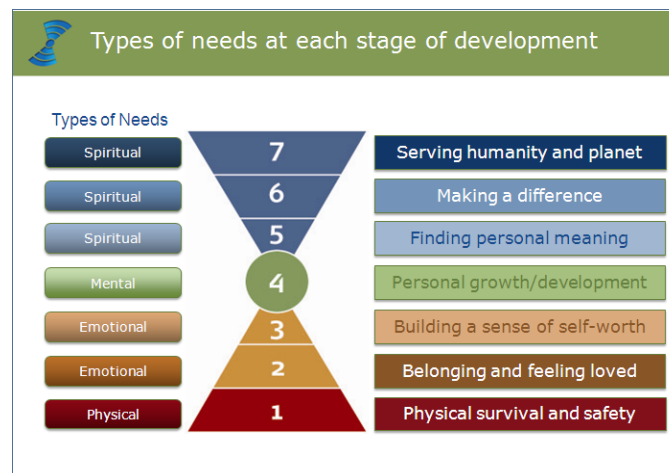 Types of needs at each stage of development
Types of Needs
Spiritual 7 Serving humanity and planet
Spiritual 6 Making a difference
Spiritual 5 Finding personal meaning
Mental 4 Personal growth/development
Emotional 3 Building a sense of self-worth
Emotional 2 Belonging and feeling loved
Physical 1 Physical survival and safety